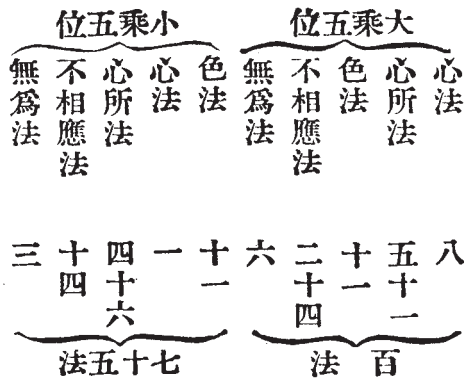 大乘五位
心法　八
心所法　五十一
色法　十一
不相應法　二十四
無爲法　六
百法
小乘五位
色法　十一
心法　一
心所法　四十六
不相應法　十四
無爲法　三
七十五法